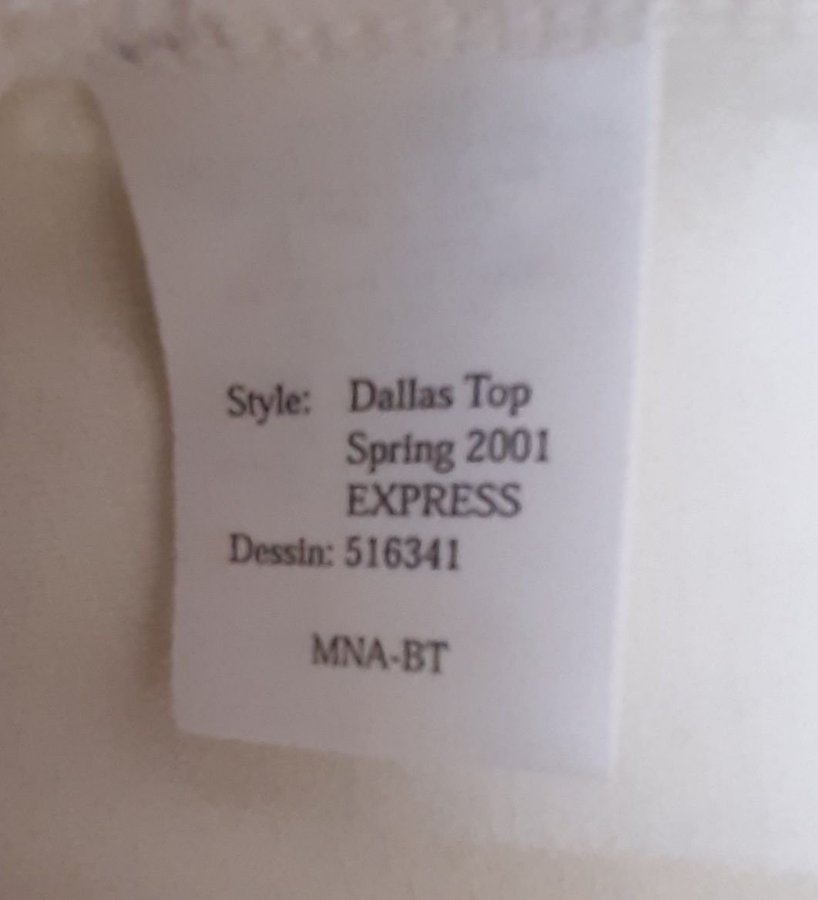 Style: Dallas Top
Spring 2001
EXPRESS
Dessin: 516341
MNA-BT